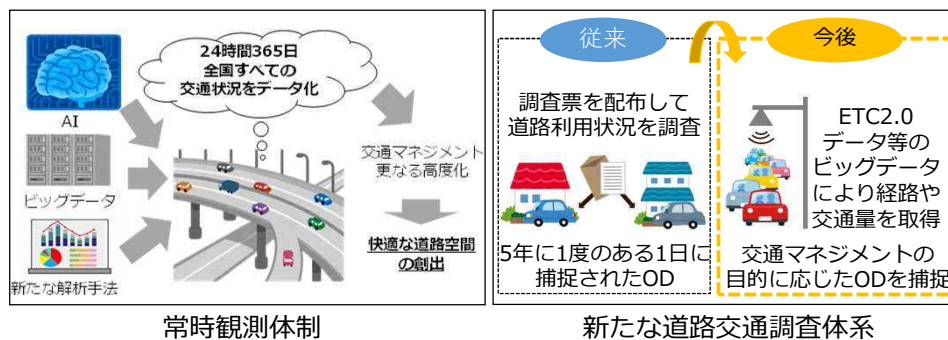 24時間365日
全国すべての
交通状況をデータ化
AI
ビッグデータ
新たな解析手法
交通マネジメント
更なる高度化
快適な道路空間
の創出
常時観測体制
従来
調査票を配布して
道路利用状況を調査
5年に1度のある1日に
捕捉されたOD
今後
ETC2.0
データ等の
ビッグデータ
により経路や
交通量を取得
交通マネジメントの
目的に応じたODを捕捉
新たな道路交通調査体系